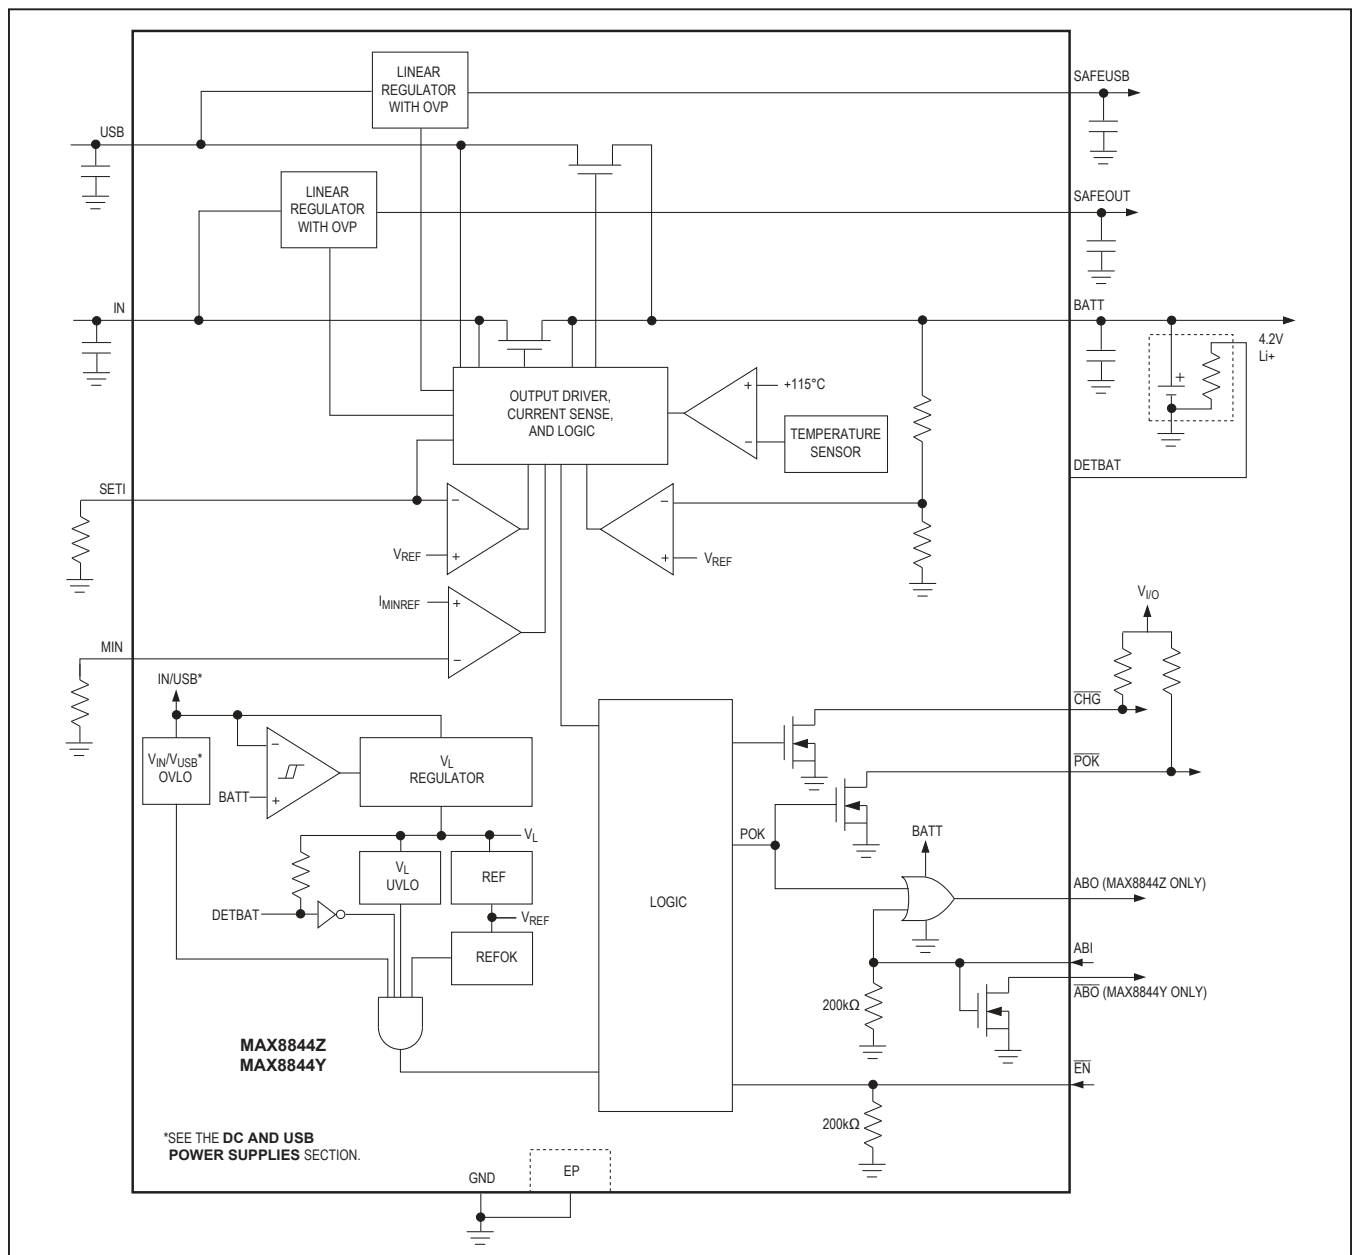 LINEAR
REGULATOR
WITH OVP
SAFEUSB
USB
LINEAR
REGULATOR
WITH OVP
SAFEOUT
IN
BATT
4.2V
Li+
+
OUTPUT DRIVER,
CURRENT SENSE,
AND LOGIC
+
+115°C
−
TEMPERATURE
SENSOR
DETBAT
SETI
−
−
VREF
+
+
VREF
IMINREF
+
VI/O
MIN
−
IN/USB*
CHG
VIN/VUSB*
OVLO
−
BATT
+
VL
REGULATOR
POK
VL
POK
BATT
VL
UVLO
REF
LOGIC
ABO (MAX8844Z ONLY)
DETBAT
VREF
REFOK
ABI
ABO (MAX8844Y ONLY)
200kΩ
MAX8844Z
MAX8844Y
EN
200kΩ
*SEE THE DC AND USB
POWER SUPPLIES SECTION.
GND
EP